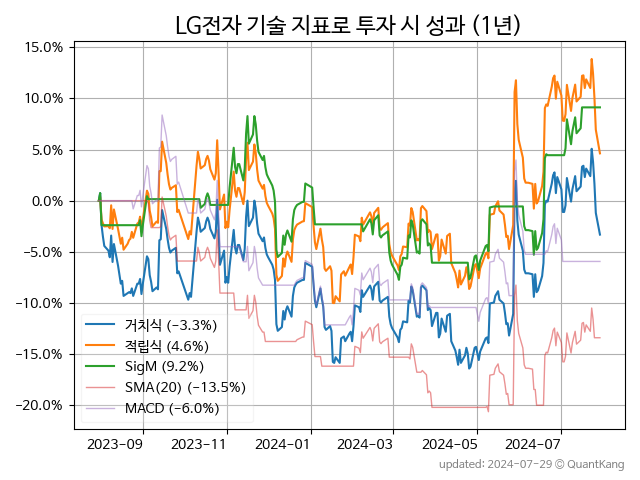 LG전자 기술 지표로 투자 시 성과 (1년)
15.0%
10.0%
5.0%
0.0%
−5.0%
−10.0%
−15.0%
−20.0%
거치식 (−3.3%)
적립식 (4.6%)
SigM (9.2%)
SMA(20) (−13.5%)
MACD (−6.0%)
2023−09 2023−11 2024−01 2024−03 2024−05 2024−07
updated: 2024-07-29 © QuantKang